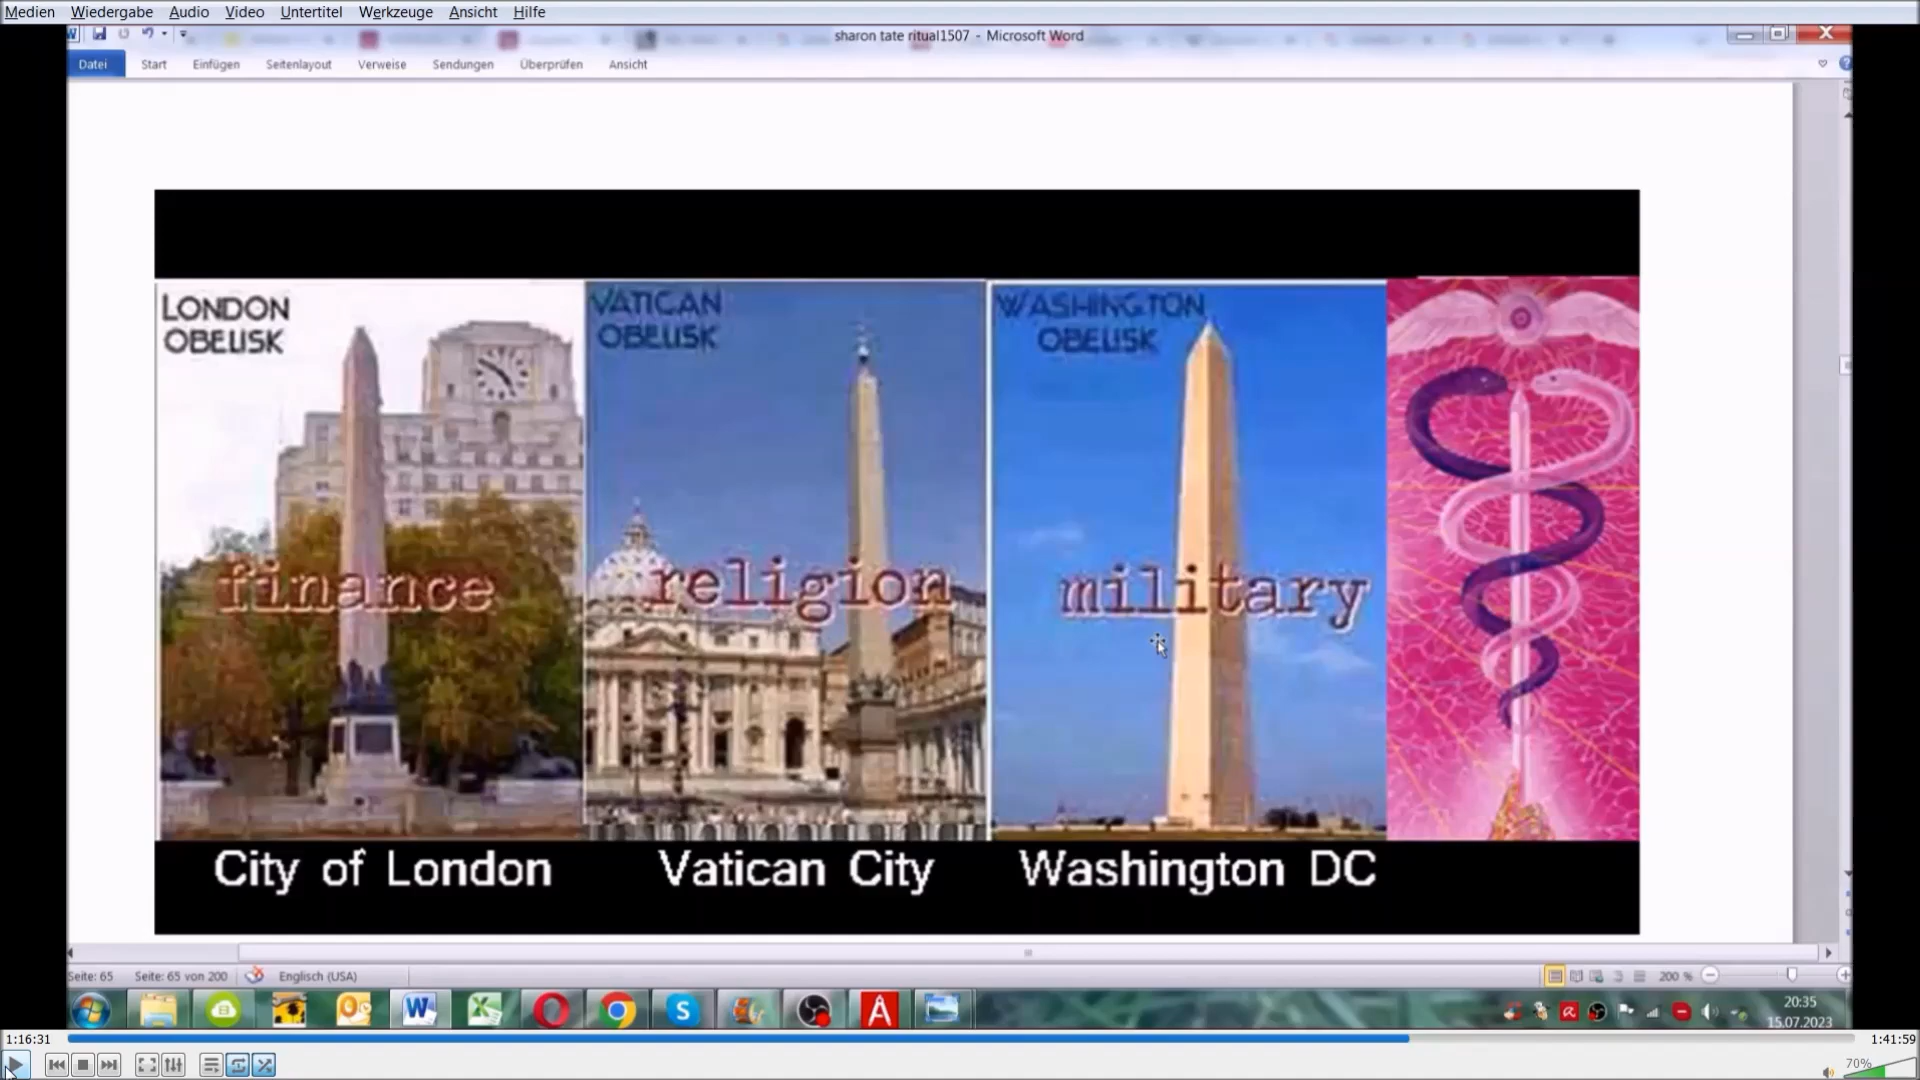 Medien Wiedergabe Audio Video Untertitel Werkzeuge Ansicht Hilfe
sharon tate ritual1507 - Microsoft Word
Datei Start Einfügen Seitenlayout Verweise Sendungen Überprüfen Ansicht
LONDON
OBELISK
VATICAN
OBELISK
WASHINGTON
OBELISK
finance
religion
military
City of London
Vatican City
Washington DC
Seite: 65 Seite: 65 von 200 Englisch (USA) 200 %
20:35
15.07.2023
1:16:31
1:41:59
70%